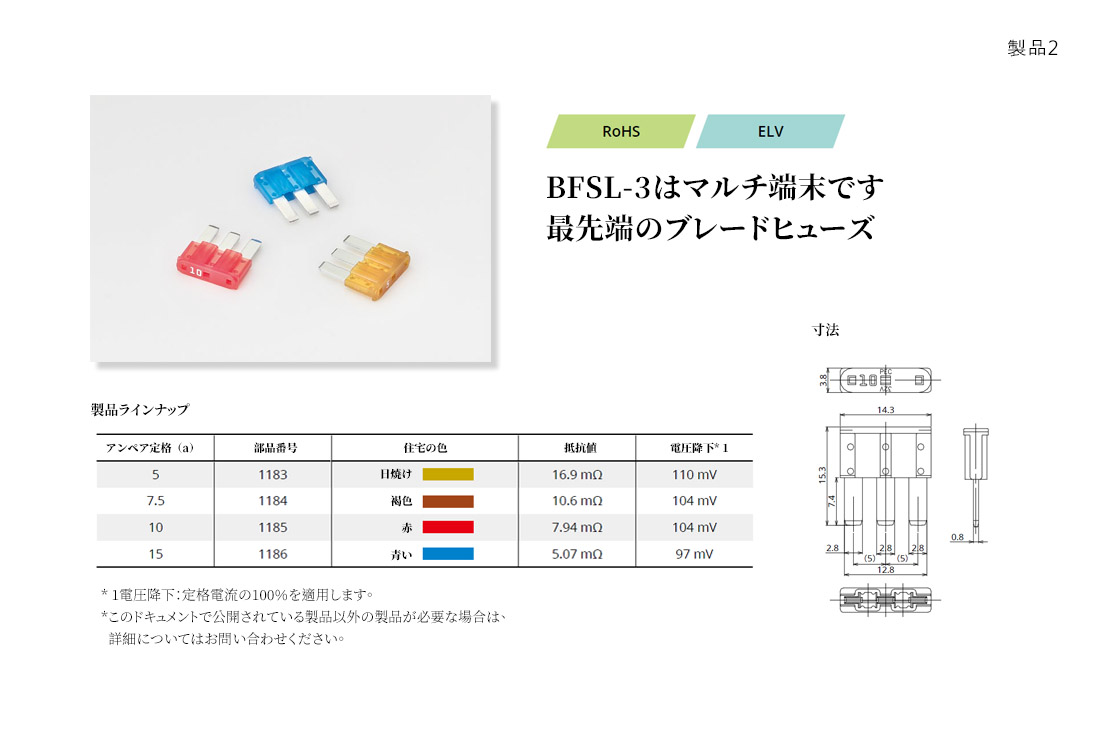 製品2
RoHS
ELV
BFSL-3はマルチ端末です
最先端のブレードヒューズ
10
寸法
3.8
10
PEC
14.3
15.3
7.4
2.8
2.8
2.8
(5)
(5)
12.8
0.8
製品ラインナップ
アンペア定格（a） 部品番号 住宅の色 抵抗値 電圧降下*1
5 1183 日焼け 16.9 mΩ 110 mV
7.5 1184 褐色 10.6 mΩ 104 mV
10 1185 赤 7.94 mΩ 104 mV
15 1186 青い 5.07 mΩ 97 mV
* 1電圧降下：定格電流の100％を適用します。
*このドキュメントで公開されている製品以外の製品が必要な場合は、
詳細についてはお問い合わせください。